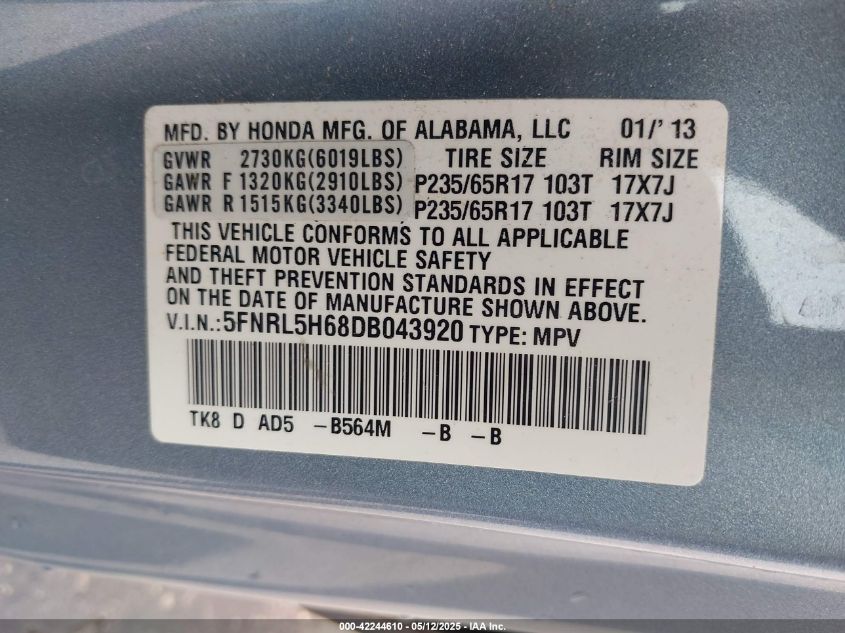 MFD. BY HONDA MFG. OF ALABAMA, LLC 01/'13
GVWR 2730KG(6019LBS) TIRE SIZE RIM SIZE
GAWR F 1320KG(2910LBS) P235/65R17 103T 17X7J
GAWR R 1515KG(3340LBS) P235/65R17 103T 17X7J
THIS VEHICLE CONFORMS TO ALL APPLICABLE
FEDERAL MOTOR VEHICLE SAFETY
AND THEFT PREVENTION STANDARDS IN EFFECT
ON THE DATE OF MANUFACTURE SHOWN ABOVE.
V.I.N.:5FNRL5H68DB043920 TYPE: MPV
TK8 D AD5 -B564M -B -B
000-42244610 - 05/12/2025 - IAA Inc.